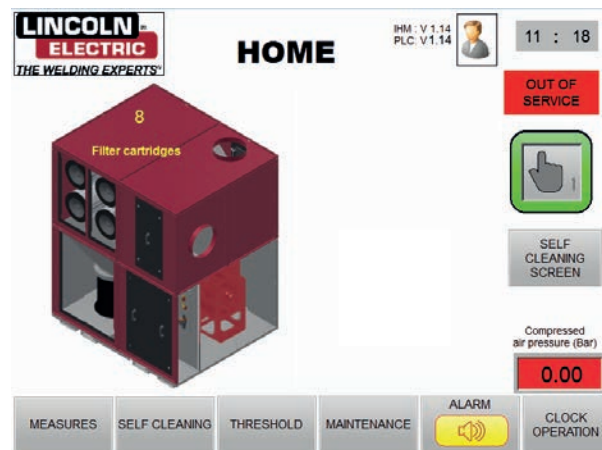 LINCOLN
ELECTRIC
THE WELDING EXPERTS®
HOME
IHM : V 1.14
PLC: V 1.14
11 : 18
OUT OF
SERVICE
8
Filter cartridges
1
SELF
CLEANING
SCREEN
Compressed
air pressure (Bar)
0.00
MEASURES
SELF CLEANING
THRESHOLD
MAINTENANCE
ALARM
CLOCK
OPERATION